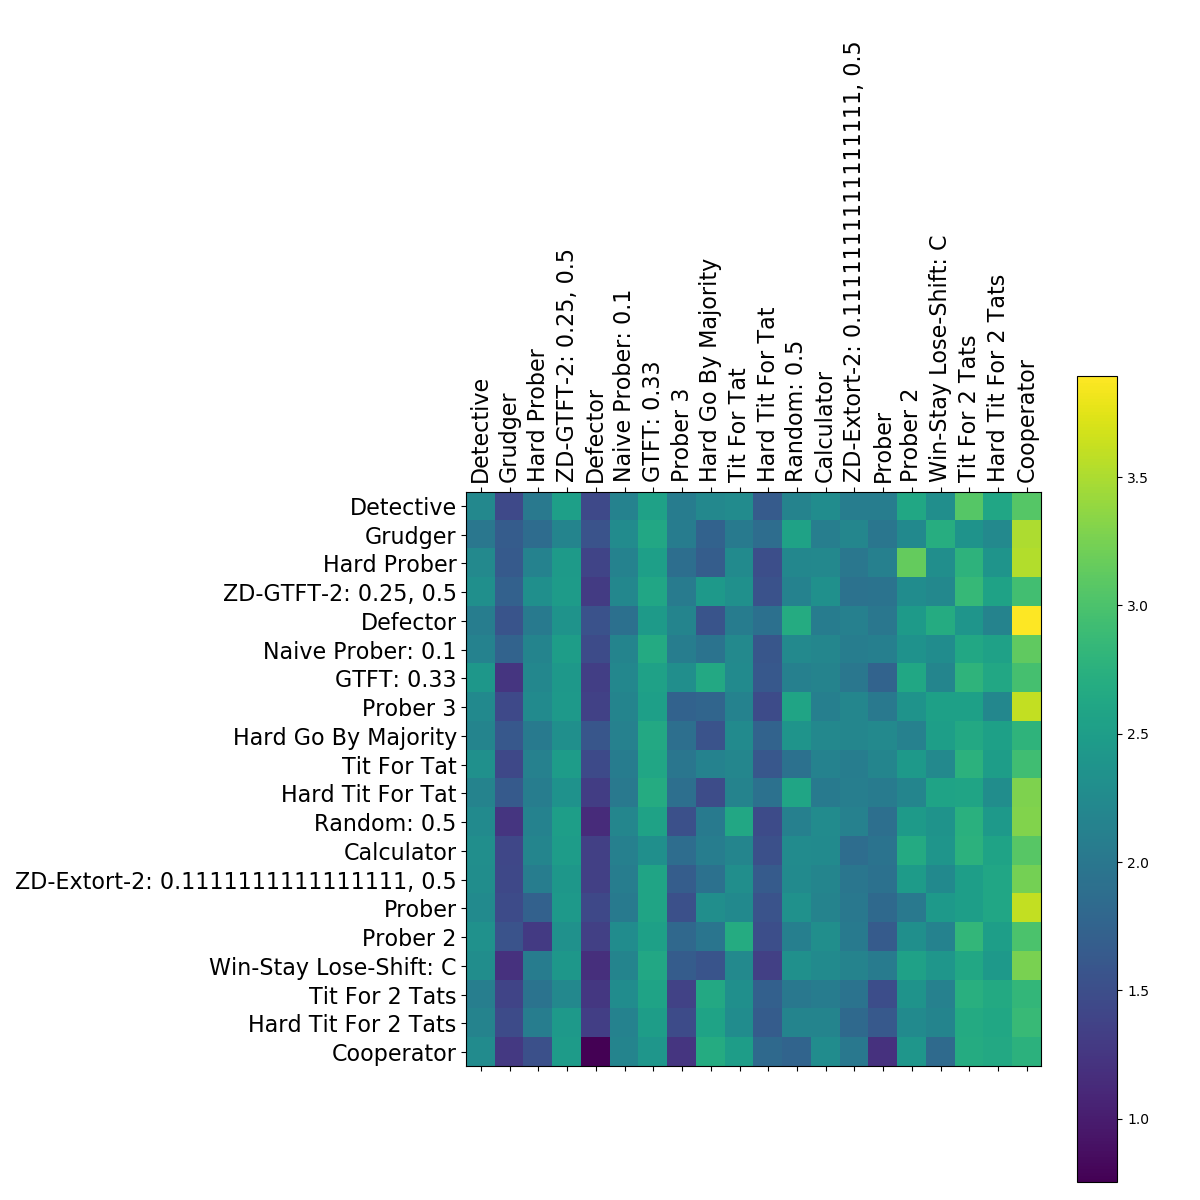 Detective
Grudger
Hard Prober
ZD-GTFT-2: 0.25, 0.5
Defector
Naive Prober: 0.1
GTFT: 0.33
Prober 3
Hard Go By Majority
Tit For Tat
Hard Tit For Tat
Random: 0.5
Calculator
ZD-Extort-2: 0.1111111111111111, 0.5
Prober
Prober 2
Win-Stay Lose-Shift: C
Tit For 2 Tats
Hard Tit For 2 Tats
Cooperator
Detective
Grudger
Hard Prober
ZD-GTFT-2: 0.25, 0.5
Defector
Naive Prober: 0.1
GTFT: 0.33
Prober 3
Hard Go By Majority
Tit For Tat
Hard Tit For Tat
Random: 0.5
Calculator
ZD-Extort-2: 0.1111111111111111, 0.5
Prober
Prober 2
Win-Stay Lose-Shift: C
Tit For 2 Tats
Hard Tit For 2 Tats
Cooperator
3.5
3.0
2.5
2.0
1.5
1.0